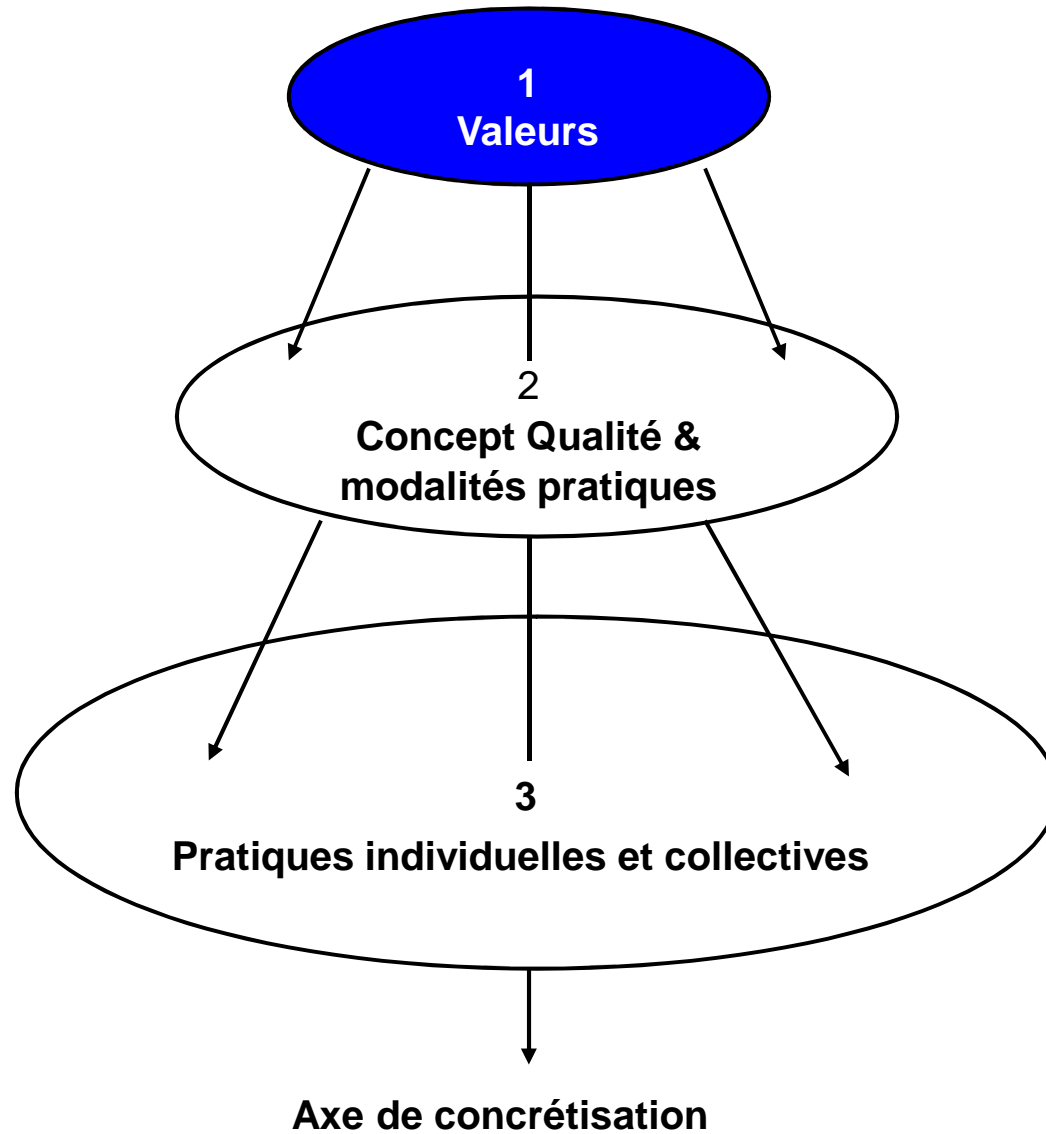 1
Valeurs
2
Concept Qualité &
modalités pratiques
3
Pratiques individuelles et collectives
Axe de concrétisation